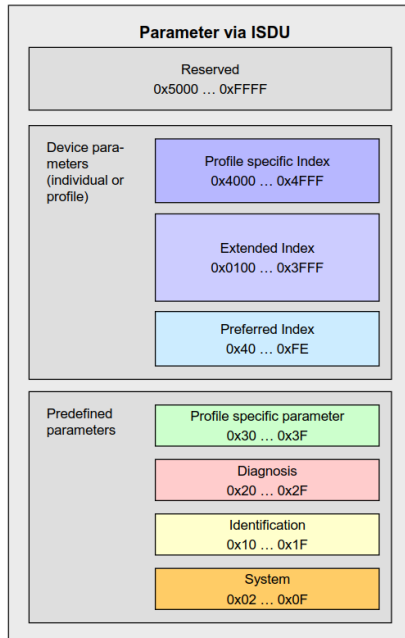 Parameter via ISDU
Reserved
0x5000 … 0xFFFF
Device para-
meters
(individual or
profile)
Profile specific Index
0x4000 … 0x4FFF
Extended Index
0x0100 … 0x3FFF
Preferred Index
0x40 … 0xFE
Predefined
parameters
Profile specific parameter
0x30 … 0x3F
Diagnosis
0x20 … 0x2F
Identification
0x10 … 0x1F
System
0x02 … 0x0F